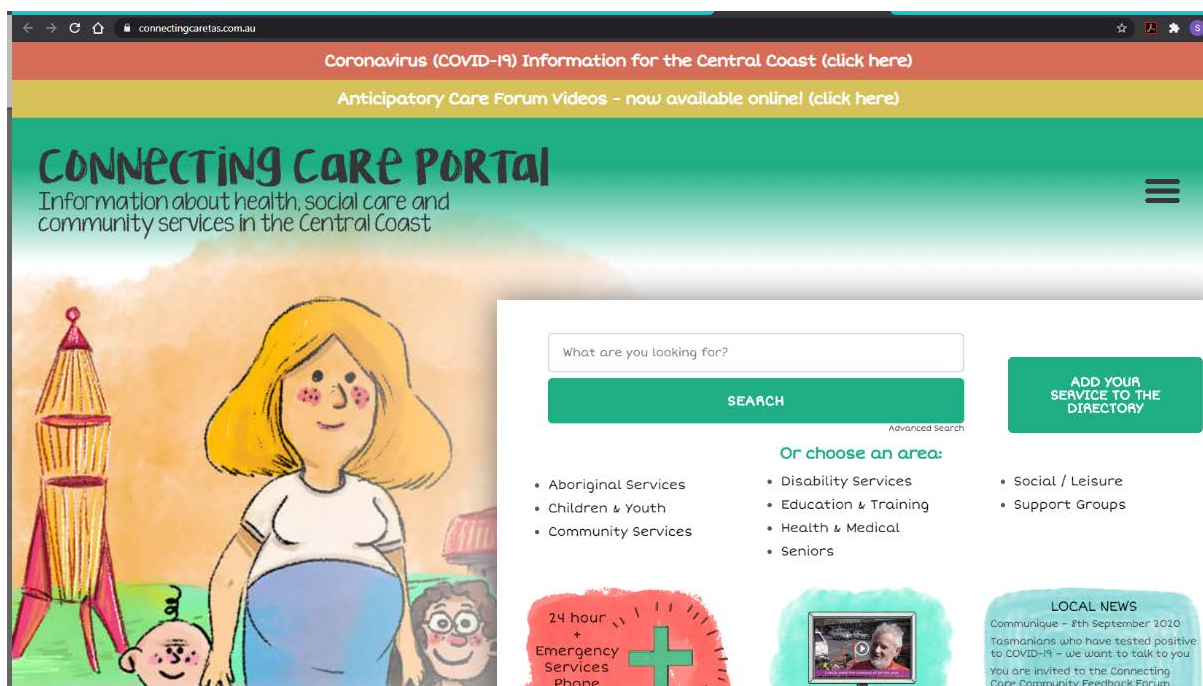 connectingcaretas.com.au
S
Coronavirus (COVID-19) Information for the Central Coast (click here)
Anticipatory Care Forum Videos - now available online! (click here)
CONNECTING CARE PORTAL
Information about health, social care and
community services in the Central Coast
What are you looking for?
SEARCH
Advanced Search
ADD YOUR
SERVICE TO THE
DIRECTORY
Or choose an area:
• Aboriginal Services
• Children & Youth
• Community Services
• Disability Services
• Education & Training
• Health & Medical
• Seniors
• Social / Leisure
• Support Groups
24 hour
+
Emergency
Services
Phone
LOCAL NEWS
Communique - 8th September 2020
Tasmanians who have tested positive
to COVID-19 - we want to talk to you
You are invited to the Connecting
Care Community Feedback Forum